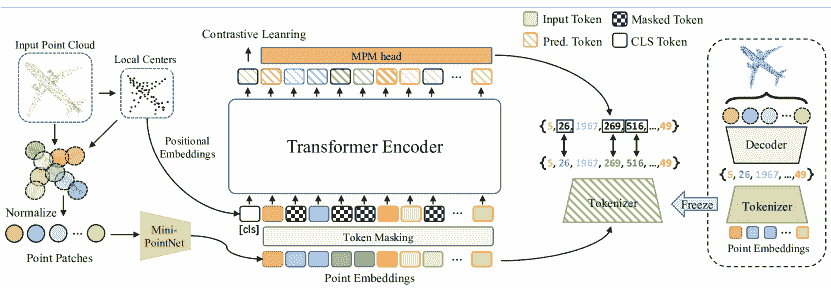 Input Point Cloud
Local Centers
Positional
Embeddings
Normalize
Point Patches
Mini-
PointNet
Contrastive Leanring
MPM head
Transformer Encoder
[cls]
...
Token Masking
...
Point Embeddings
Input Token
Masked Token
Pred. Token
CLS Token
{5, 26, 1967, 269, 516, ..., 49}
{5, 26, 1967, 269, 516, ..., 49}
Tokenizer
Freeze
Decoder
{5, 26, 1967, ..., 49}
Tokenizer
Point Embeddings